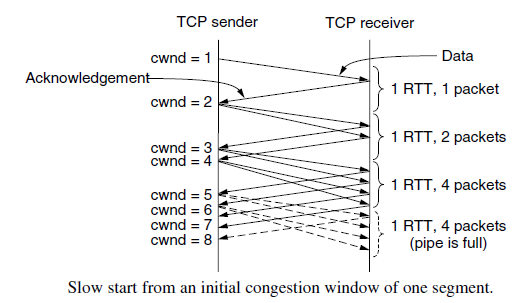 TCP sender
TCP receiver
cwnd = 1
Data
Acknowledgement
1 RTT, 1 packet
cwnd = 2
1 RTT, 2 packets
cwnd = 3
cwnd = 4
1 RTT, 4 packets
cwnd = 5
cwnd = 6
cwnd = 7
cwnd = 8
1 RTT, 4 packets
(pipe is full)
Slow start from an initial congestion window of one segment.